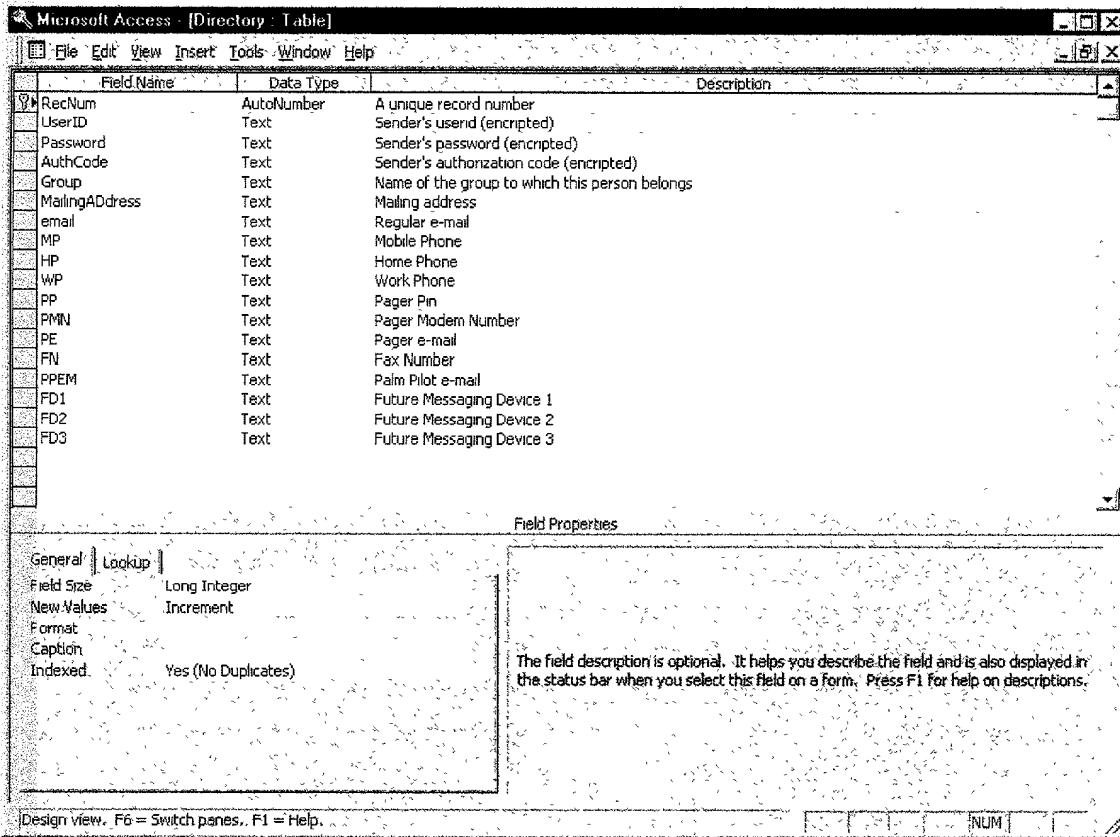 Microsoft Access - [Directory : Table]
File Edit View Insert Tools Window Help
Field Name Data Type Description
RecNum AutoNumber A unique record number
UserID Text Sender's userid (encripted)
Password Text Sender's password (encripted)
AuthCode Text Sender's authorization code (encripted)
Group Text Name of the group to which this person belongs
MailingADdress Text Mailing address
email Text Regular e-mail
MP Text Mobile Phone
HP Text Home Phone
WP Text Work Phone
PP Text Pager Pin
PMN Text Pager Modem Number
PE Text Pager e-mail
FN Text Fax Number
PPEM Text Palm Pilot e-mail
FD1 Text Future Messaging Device 1
FD2 Text Future Messaging Device 2
FD3 Text Future Messaging Device 3
Field Properties
General Lookup
Field Size Long Integer
New Values Increment
Format
Caption
Indexed Yes (No Duplicates)
The field description is optional. It helps you describe the field and is also displayed in
the status bar when you select this field on a form. Press F1 for help on descriptions.
Design view. F6 = Switch panes. F1 = Help.
NUM